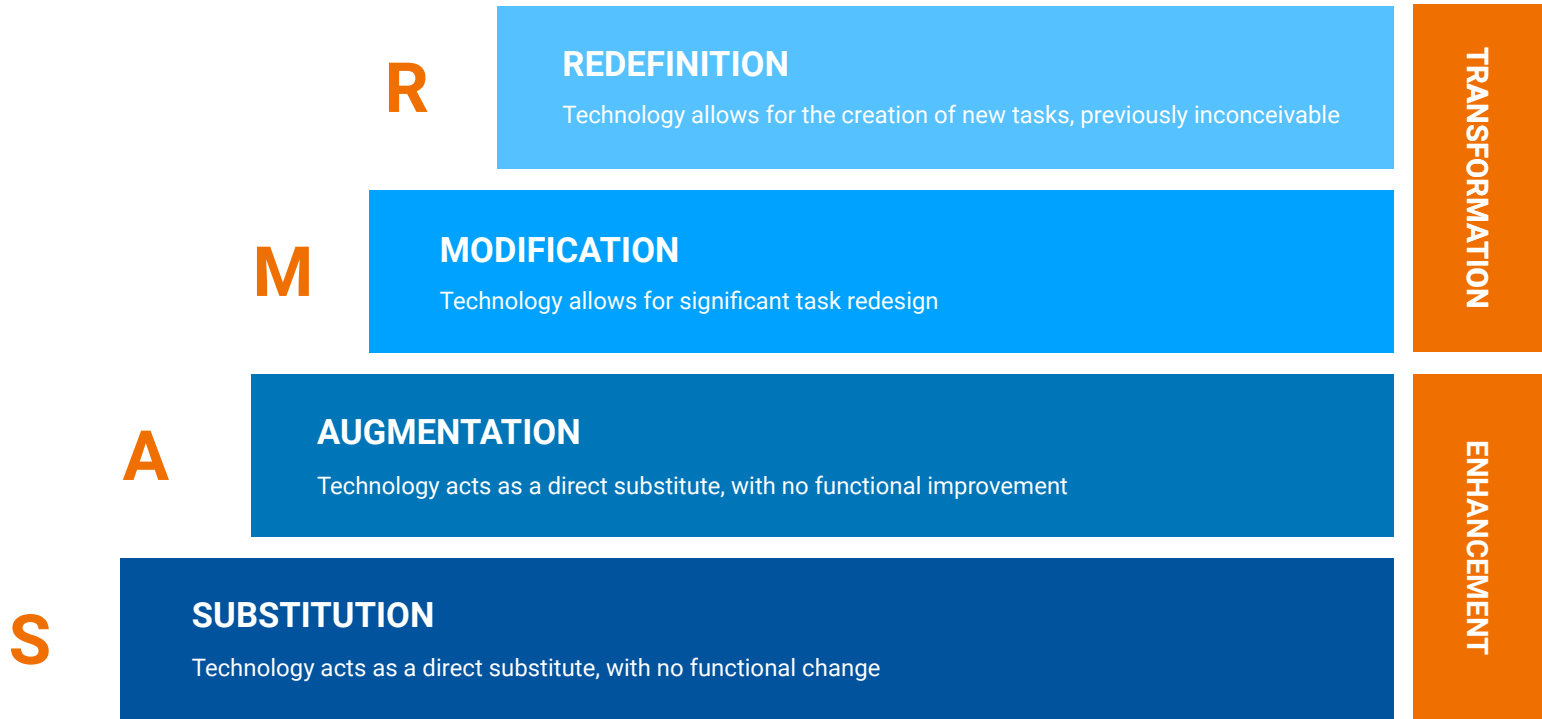 R
REDEFINITION
Technology allows for the creation of new tasks, previously inconceivable
TRANSFORMATION
M
MODIFICATION
Technology allows for significant task redesign
A
AUGMENTATION
Technology acts as a direct substitute, with no functional improvement
ENHANCEMENT
S
SUBSTITUTION
Technology acts as a direct substitute, with no functional change